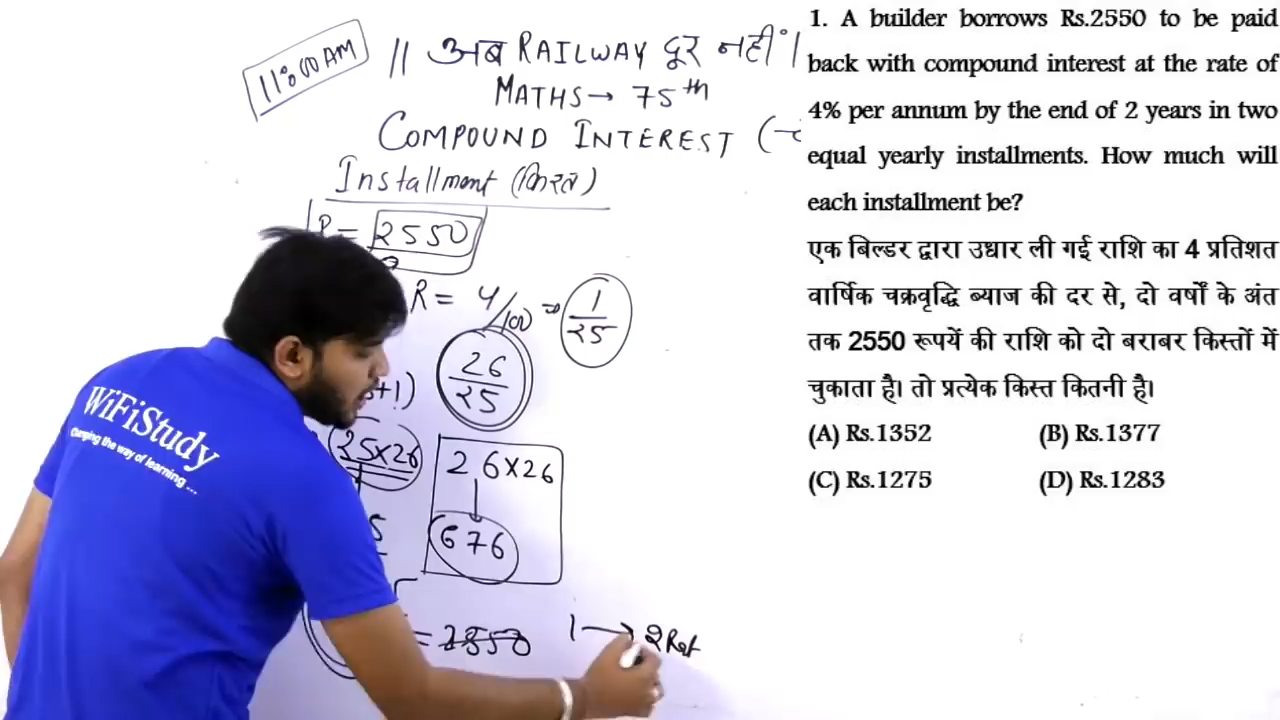 11:00 AM
|| अब RAILWAY दूर नहीं |
MATHS → 75th
COMPOUND INTEREST
Installment (किस्त)
P = 2550
R = 4/100 ⇒ 1/25
26/25
+1)
25×26
26×26
676
= 2550
1 → 2 Rst
WiFiStudy
Changing the way of learning...
1. A builder borrows Rs.2550 to be paid
back with compound interest at the rate of
4% per annum by the end of 2 years in two
equal yearly installments. How much will
each installment be?
एक बिल्डर द्वारा उधार ली गई राशि का 4 प्रतिशत
वार्षिक चक्रवृद्धि ब्याज की दर से, दो वर्षों के अंत
तक 2550 रूपयें की राशि को दो बराबर किस्तों में
चुकाता है। तो प्रत्येक किस्त कितनी है।
(A) Rs.1352 (B) Rs.1377
(C) Rs.1275 (D) Rs.1283